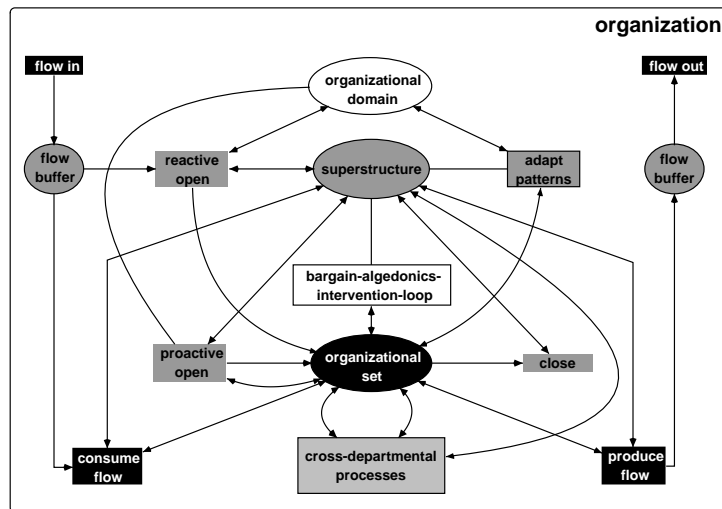 organization
flow in
flow out
organizational
domain
flow
buffer
reactive
open
superstructure
adapt
patterns
flow
buffer
bargain-algedonics-
intervention-loop
proactive
open
organizational
set
close
consume
flow
cross-departmental
processes
produce
flow